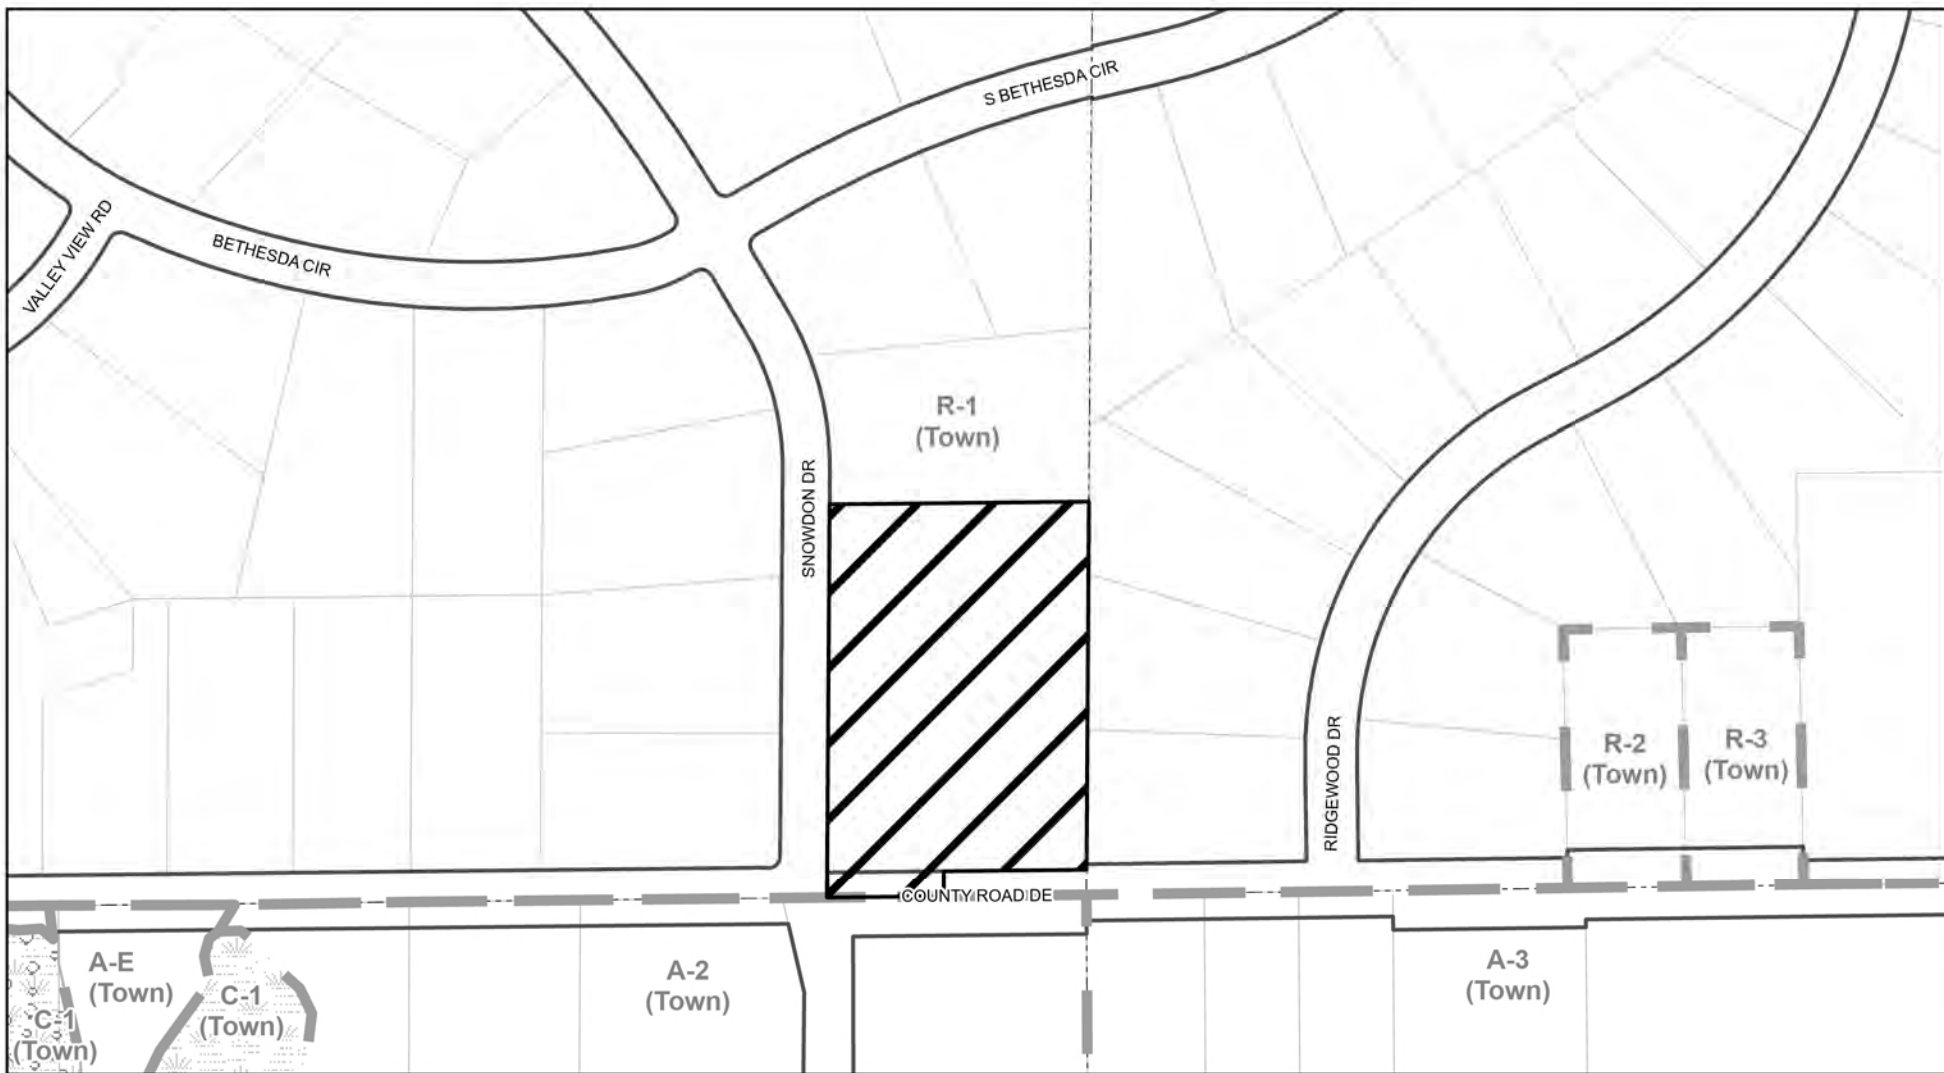 S BETHESDA CIR
VALLEY VIEW RD
BETHESDA CIR
R-1
(Town)
SNOWDON DR
RIDGEWOOD DR
R-2
(Town)
R-3
(Town)
COUNTY ROAD DE
A-E
(Town)
C-1
(Town)
C-1
(Town)
A-2
(Town)
A-3
(Town)